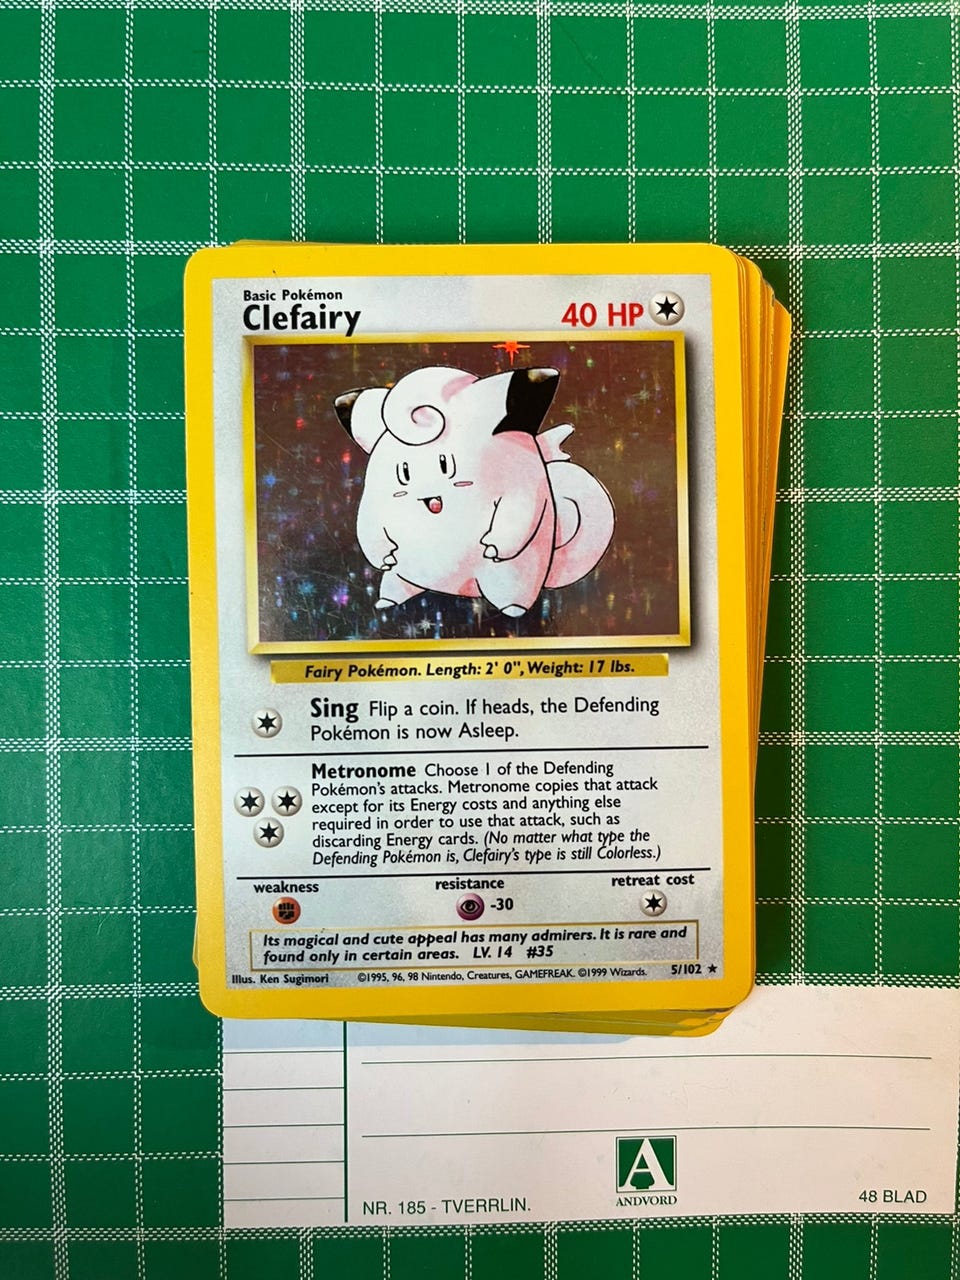 Basic Pokémon
Clefairy
40 HP
Fairy Pokémon. Length: 2' 0", Weight: 17 lbs.
Sing Flip a coin. If heads, the Defending
Pokémon is now Asleep.
Metronome Choose 1 of the Defending
Pokémon's attacks. Metronome copies that attack
except for its Energy costs and anything else
required in order to use that attack, such as
discarding Energy cards. (No matter what type the
Defending Pokémon is, Clefairy's type is still Colorless.)
weakness
resistance
retreat cost
-30
Its magical and cute appeal has many admirers. It is rare and
found only in certain areas. LV. 14 #35
Illus. Ken Sugimori ©1995, 96, 98 Nintendo, Creatures, GAMEFREAK. ©1999 Wizards. 5/102 ★
A
NR. 185 - TVERRLIN.
ANDVORD
48 BLAD